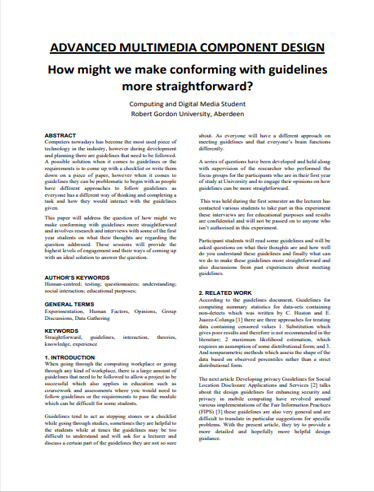 ADVANCED MULTIMEDIA COMPONENT DESIGN
How might we make conforming with guidelines
more straightforward?
Computing and Digital Media Student
Robert Gordon University, Aberdeen
ABSTRACT
Computers nowadays has become the most used piece of
technology in the industry, however during development
and planning there are guidelines that need to be followed.
A possible solution when it comes to guidelines or the
requirements is to come up with a checklist or write them
down on a piece of paper, however when it comes to
guidelines they can be problematic to begin with as people
have different approaches to follow guidelines as
everyone has a different way of thinking and completing a
task and how they would interact with the guidelines
given.
This paper will address the question of how might we
make conforming with guidelines more straightforward
and involves research and interviews with some of the first
year students on what their thoughts are regarding the
question addressed. These sessions will provide the
highest levels of engagement and their ways of coming up
with an ideal solution to answer the question.
AUTHOR'S KEYWORDS
Human-centred; testing; questionnaires; understanding;
social interaction; educational purposes;
GENERAL TERMS
Experimentation, Human Factors, Opinions, Group
Discussions, Data Gathering
KEYWORDS
Straightforward, guidelines, interaction, theories,
knowledge, experience
1. INTRODUCTION
When going through the computing workplace or going
through any kind of workplace, there is a large amount of
guidelines that need to be followed to allow a project to be
successful which also applies in education such as
coursework and assessments where you would need to
follow guidelines or the requirements to pass the module
which can be difficult for some students.
Guidelines tend to act as stepping stones or a checklist
while going through studies, sometimes they are helpful to
the students while at times the guidelines may be too
difficult to understand and will ask for a lecturer and
discuss a certain part of the guidelines they are not so sure
about. As everyone will have a different approach on
meeting guidelines and that everyone's brain functions
differently.
A series of questions have been developed and held along
with supervision of the researcher who performed the
focus groups for the participants who are in their first year
of study at University and to engage their opinions on how
guidelines can be more straightforward.
This was held during the first semester an the lecturer has
contacted various students to take part in this experiment
these interviews are for educational purposes and results
are confidential and will not be shown to anyone who isn't
authorised in this experiment.
Participant students will read some guidelines and will be
asked questions on what their thoughts are and how will
do you understand these guidelines and finally what can
we do to make these guidelines more straightforward and
also discussions from past experiences about meeting
guidelines.
2. RELATED WORK
According to the guidelines document, Guidelines for
computing summary statistics for data-sets containing
non-detects which was written by C. Huston and E.
Juarez-Colunga [1] there are three approaches for treating
data containing censored values 1. Substitution which
gives poor results and therefore is not recommended in the
literature; 2 maximum likelihood estimation, which
requires an assumption of some distributional form; and 3.
And nonparametric methods which assess the shape of the
data based on observed percentiles rather than a strict
distributional form.
The next article Developing privacy Guidelines for Social
Location Disclosure Applications and Services [2] talks
about the design guidelines for enhancing security and
privacy in mobile computing have revolved around
various implementations of the Fair Information Practices
(FIPS) [3] these guidelines are also very general and are
difficult to translate in particular suggestions for specific
problems. With the present article, they try to provide a
more detailed and hopefully more helpful design
guidance.